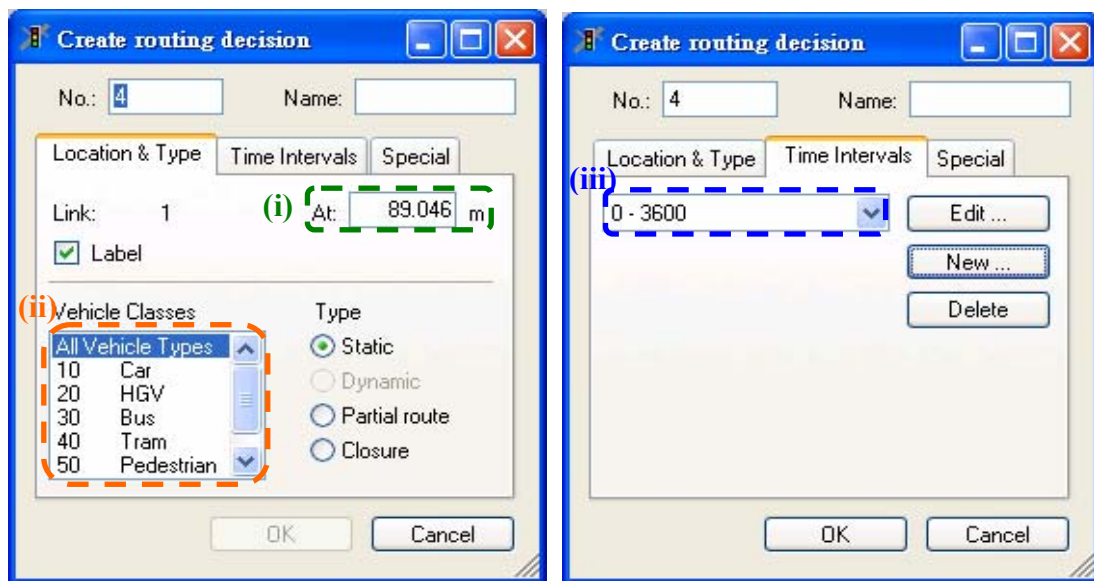 Create routing decision
No.: 4 Name:
Location & Type Time Intervals Special
Link: 1 (i) At: 89.046 m
Label
(ii) Vehicle Classes Type
All Vehicle Types Static
10 Car Dynamic
20 HGV
30 Bus Partial route
40 Tram Closure
50 Pedestrian
OK Cancel
Create routing decision
No.: 4 Name:
Location & Type Time Intervals Special
(iii)
0 - 3600 Edit ...
New ...
Delete
OK Cancel